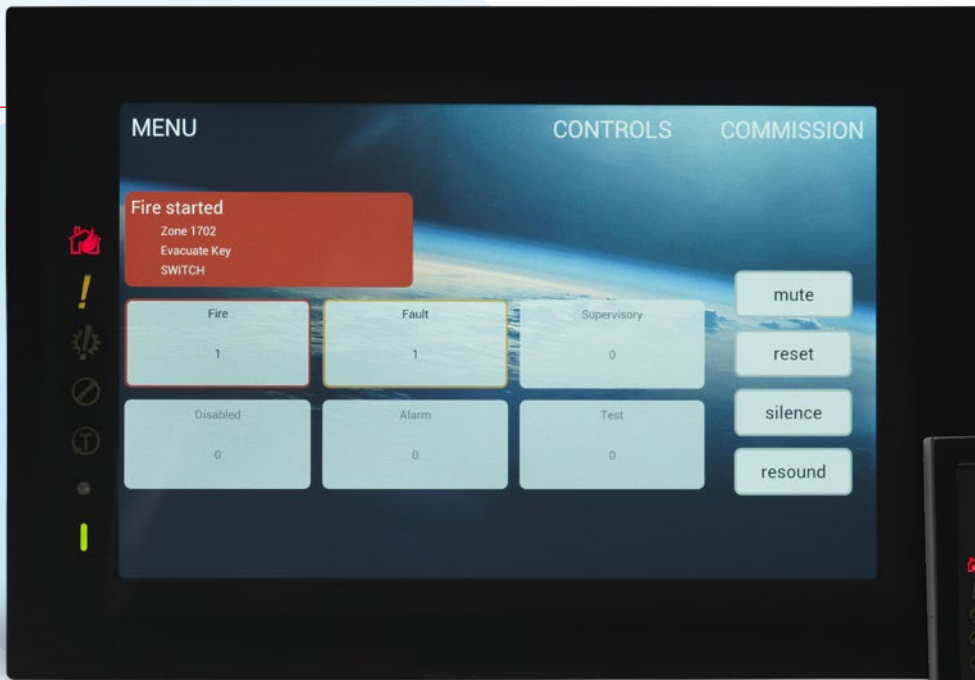 MENU
CONTROLS
COMMISSION
Fire started
Zone 1702
Evacuate Key
SWITCH
mute
Fire
Fault
Supervisory
1
1
0
reset
Disabled
Alarm
Test
silence
0
0
0
resound
T